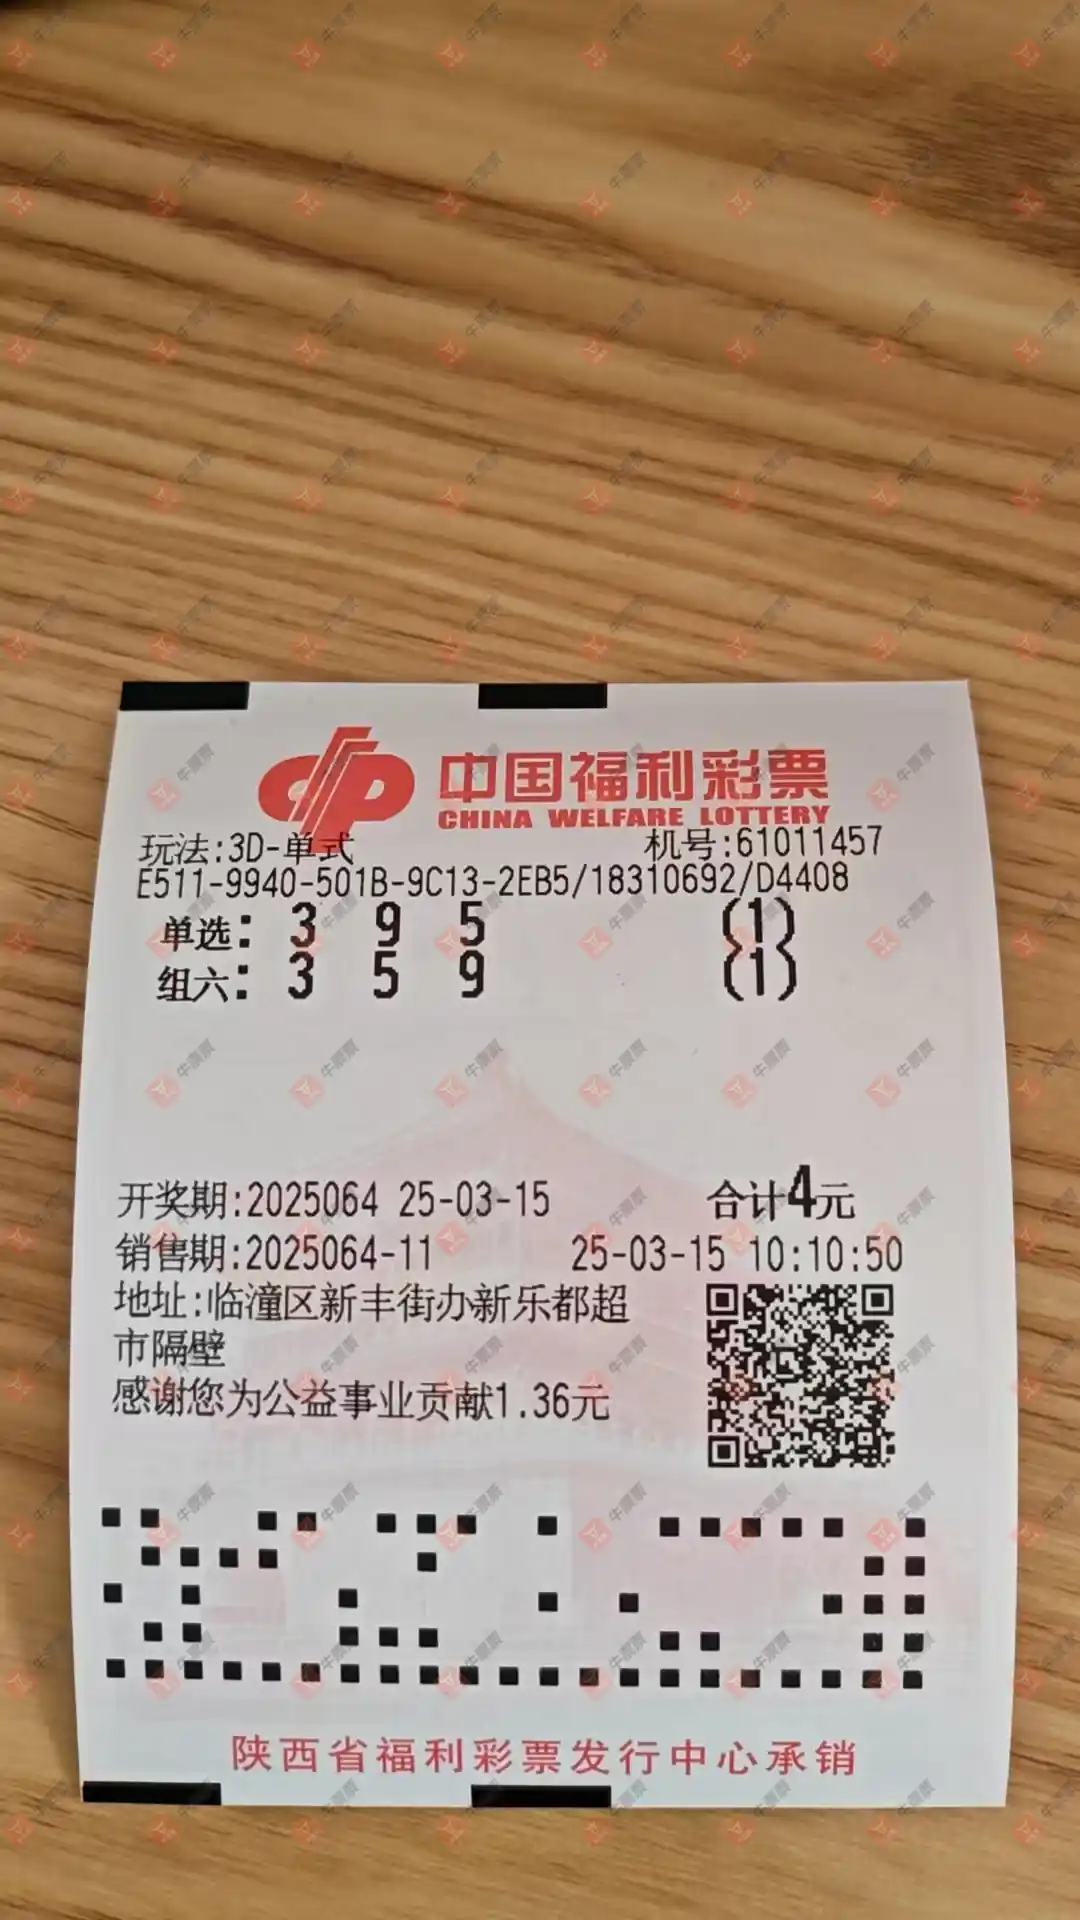 中国福利彩票
CHINA WELFARE LOTTERY
玩法:3D-单式 机号:61011457
E511-9940-501B-9C13-2EB5/18310692/D4408
单选: 3 9 5 (1)
组六: 3 5 9 (1)
开奖期:2025064 25-03-15 合计4元
销售期:2025064-11 25-03-15 10:10:50
地址:临潼区新丰街办新乐都超
市隔壁
感谢您为公益事业贡献1.36元
陕西省福利彩票发行中心承销
牛票票